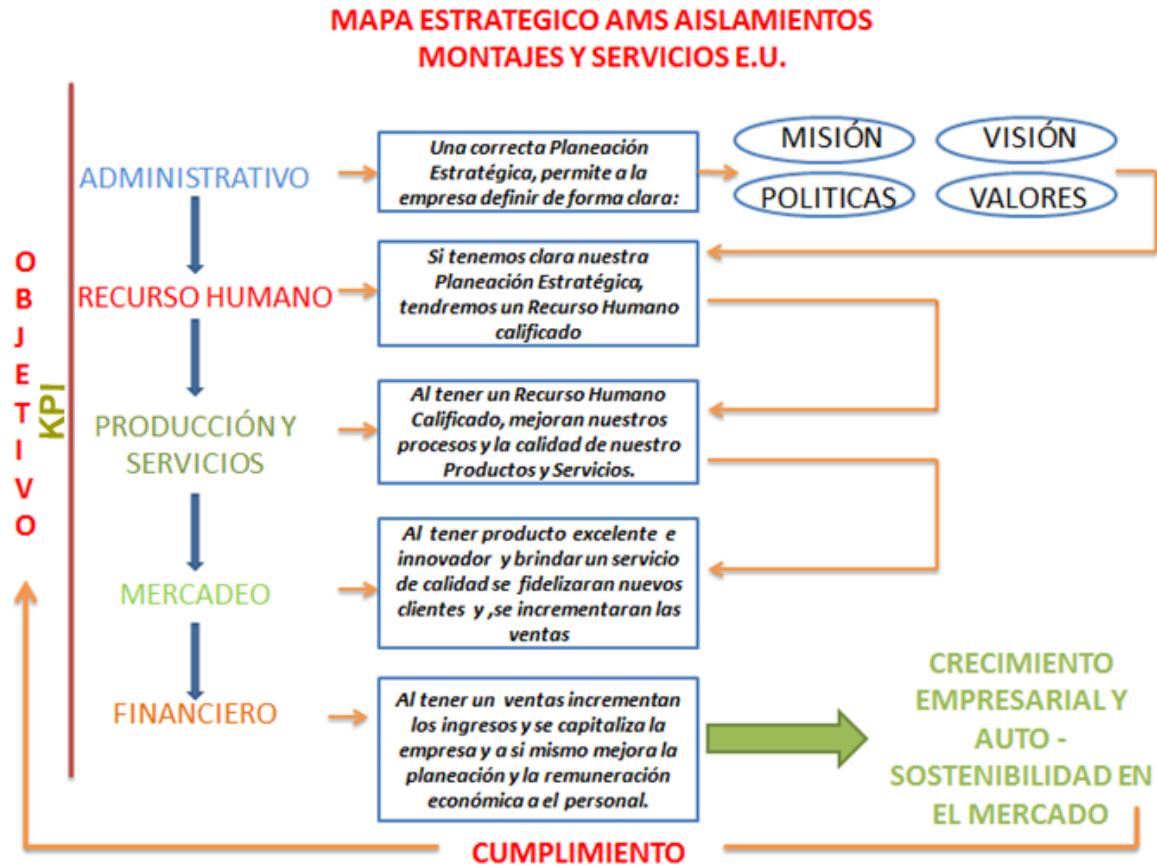 MAPA ESTRATEGICO AMS AISLAMIENTOS
MONTAJES Y SERVICIOS E.U.
OBJETIVO
KPI
ADMINISTRATIVO
Una correcta Planeación
Estratégica, permite a la
empresa definir de forma clara:
MISIÓN
VISIÓN
POLITICAS
VALORES
RECURSO HUMANO
Si tenemos clara nuestra
Planeación Estratégica,
tendremos un Recurso Humano
calificado
PRODUCCIÓN Y
SERVICIOS
Al tener un Recurso Humano
Calificado, mejoran nuestros
procesos y la calidad de nuestro
Productos y Servicios.
MERCADEO
Al tener producto excelente e
innovador y brindar un servicio
de calidad se fidelizaran nuevos
clientes y ,se incrementaran las
ventas
FINANCIERO
Al tener un ventas incrementan
los ingresos y se capitaliza la
empresa y a si mismo mejora la
planeación y la remuneración
económica a el personal.
CRECIMIENTO
EMPRESARIAL Y
AUTO -
SOSTENIBILIDAD EN
EL MERCADO
CUMPLIMIENTO